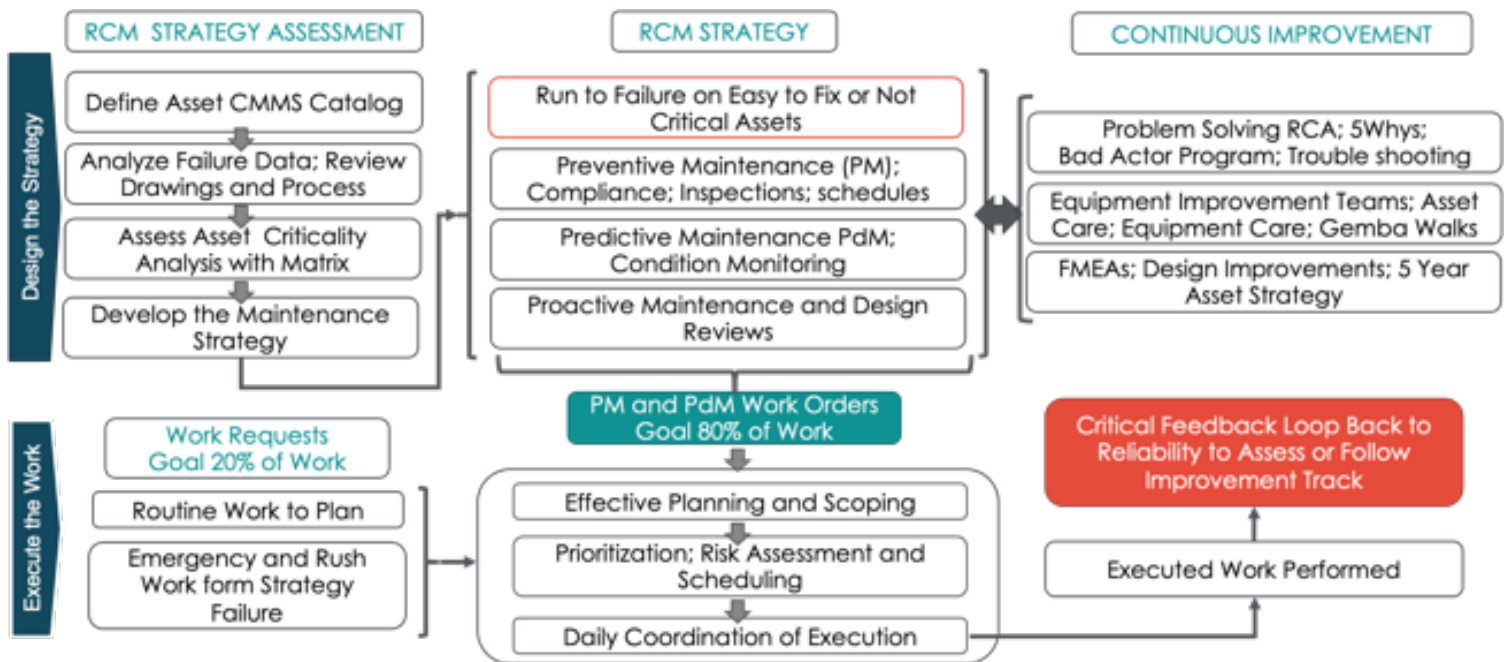 RCM STRATEGY ASSESSMENT
RCM STRATEGY
CONTINUOUS IMPROVEMENT
Design the Strategy
Define Asset CMMS Catalog
Analyze Failure Data; Review
Drawings and Process
Assess Asset Criticality
Analysis with Matrix
Develop the Maintenance
Strategy
Run to Failure on Easy to Fix or Not
Critical Assets
Preventive Maintenance (PM);
Compliance; Inspections; schedules
Predictive Maintenance PdM;
Condition Monitoring
Proactive Maintenance and Design
Reviews
Problem Solving RCA; 5Whys;
Bad Actor Program; Trouble shooting
Equipment Improvement Teams; Asset
Care; Equipment Care; Gemba Walks
FMEAs; Design Improvements; 5 Year
Asset Strategy
Execute the Work
Work Requests
Goal 20% of Work
Routine Work to Plan
Emergency and Rush
Work form Strategy
Failure
PM and PdM Work Orders
Goal 80% of Work
Effective Planning and Scoping
Prioritization; Risk Assessment and
Scheduling
Daily Coordination of Execution
Critical Feedback Loop Back to
Reliability to Assess or Follow
Improvement Track
Executed Work Performed